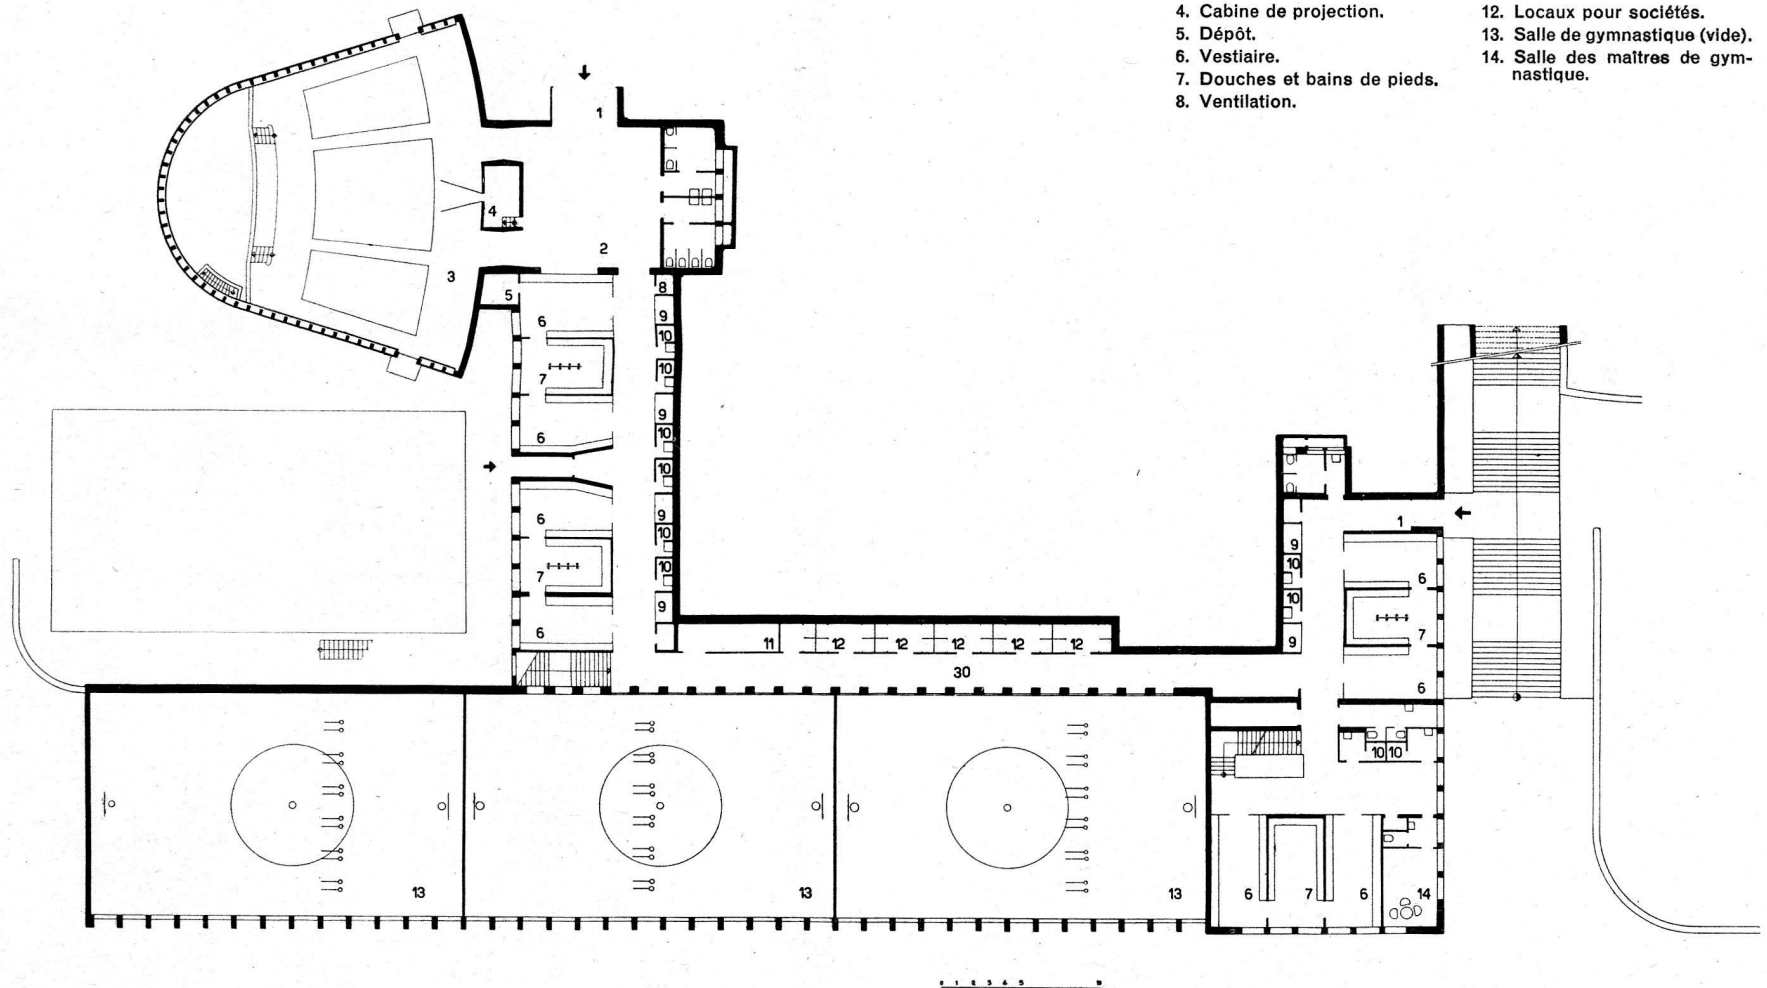 4. Cabine de projection.
5. Dépôt.
6. Vestiaire.
7. Douches et bains de pieds.
8. Ventilation.
12. Locaux pour sociétés.
13. Salle de gymnastique (vide).
14. Salle des maîtres de gym-
nastique.
1
4
2
3
5
8
6
9
10
7
10
9
6
10
10
9
6
10
7
10
9
6
11 12 12 12 12 12
30
1
9
10
6
10
7
9
6
10 10
13 13 13
6 7 6 14
0 1 2 3 4 5